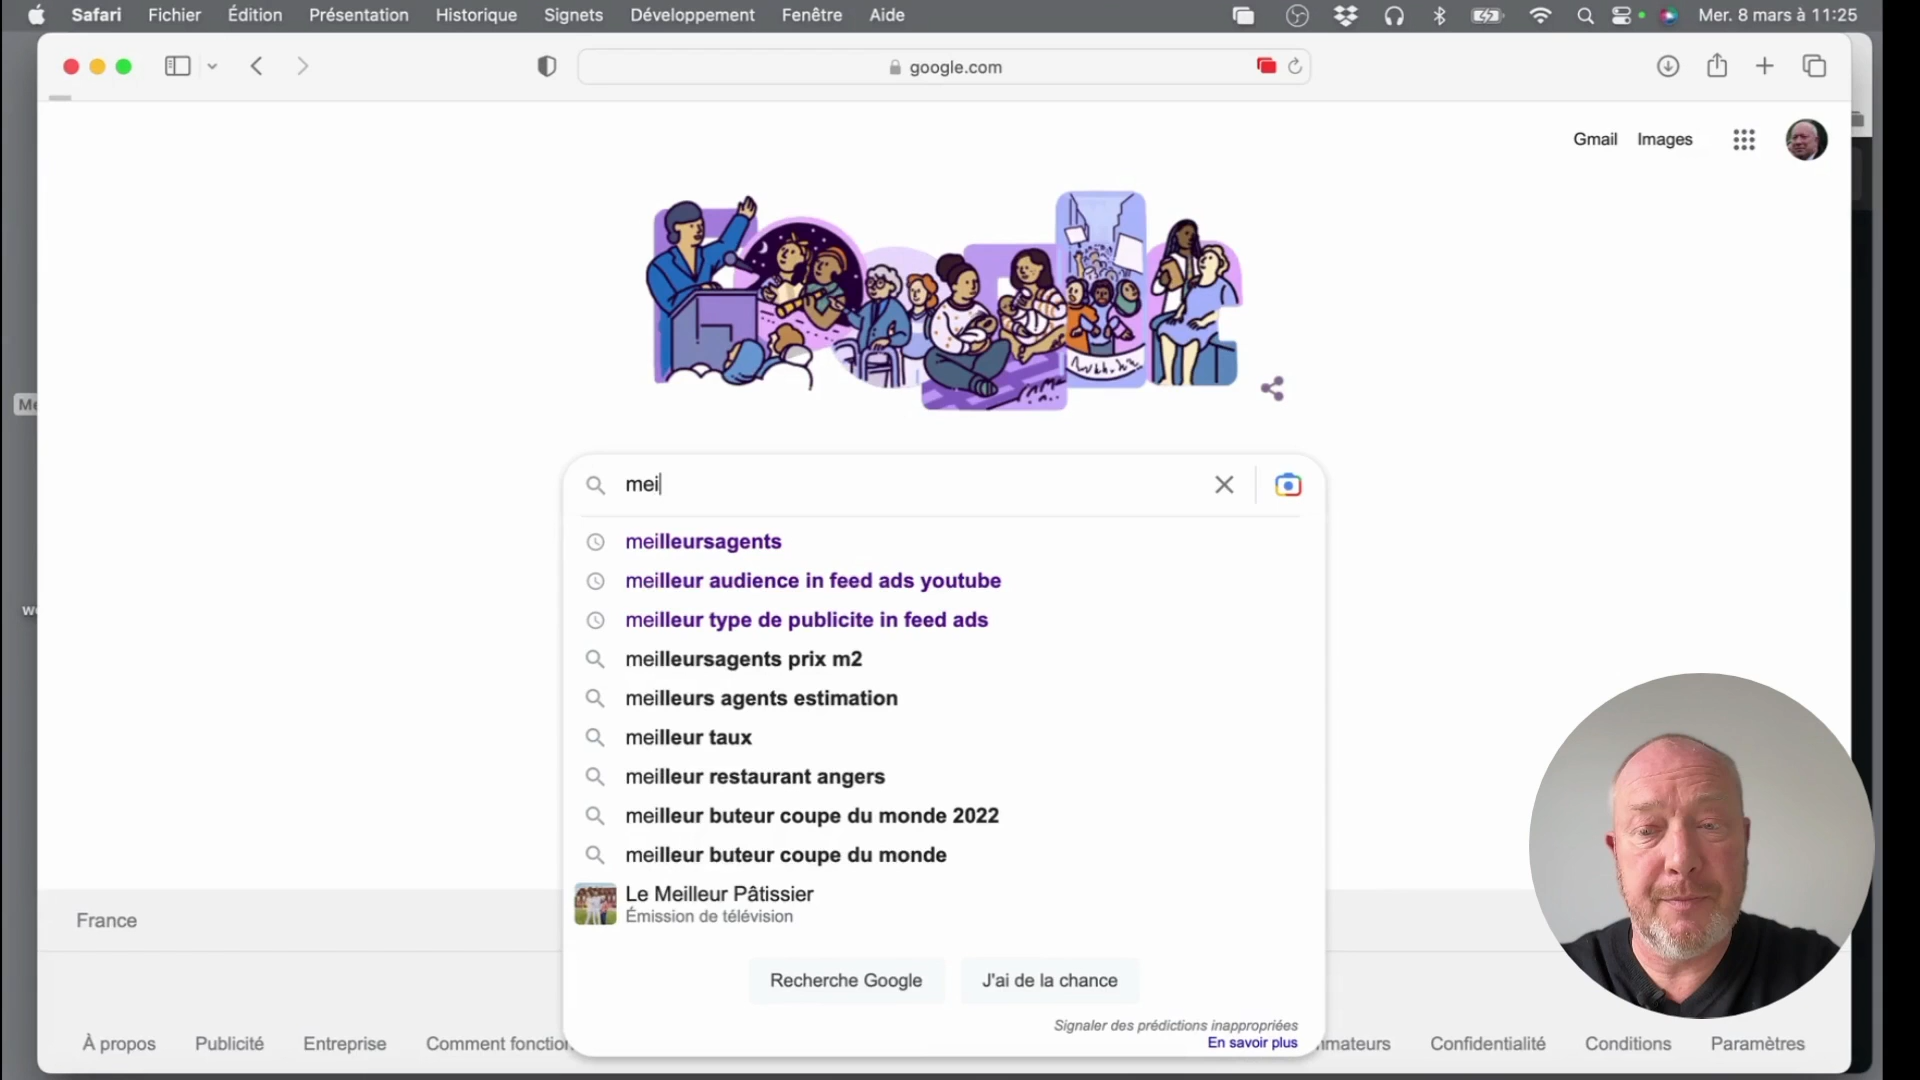 Safari Fichier Édition Présentation Historique Signets Développement Fenêtre Aide Mer. 8 mars à 11:25
google.com
Gmail Images
mei
meilleursagents
meilleur audience in feed ads youtube
meilleur type de publicite in feed ads
meilleursagents prix m2
meilleurs agents estimation
meilleur taux
meilleur restaurant angers
meilleur buteur coupe du monde 2022
meilleur buteur coupe du monde
Le Meilleur Pâtissier
Émission de télévision
France
Recherche Google J'ai de la chance
Signaler des prédictions inappropriées
En savoir plus
À propos Publicité Entreprise Comment Confidentialité Conditions Paramètres